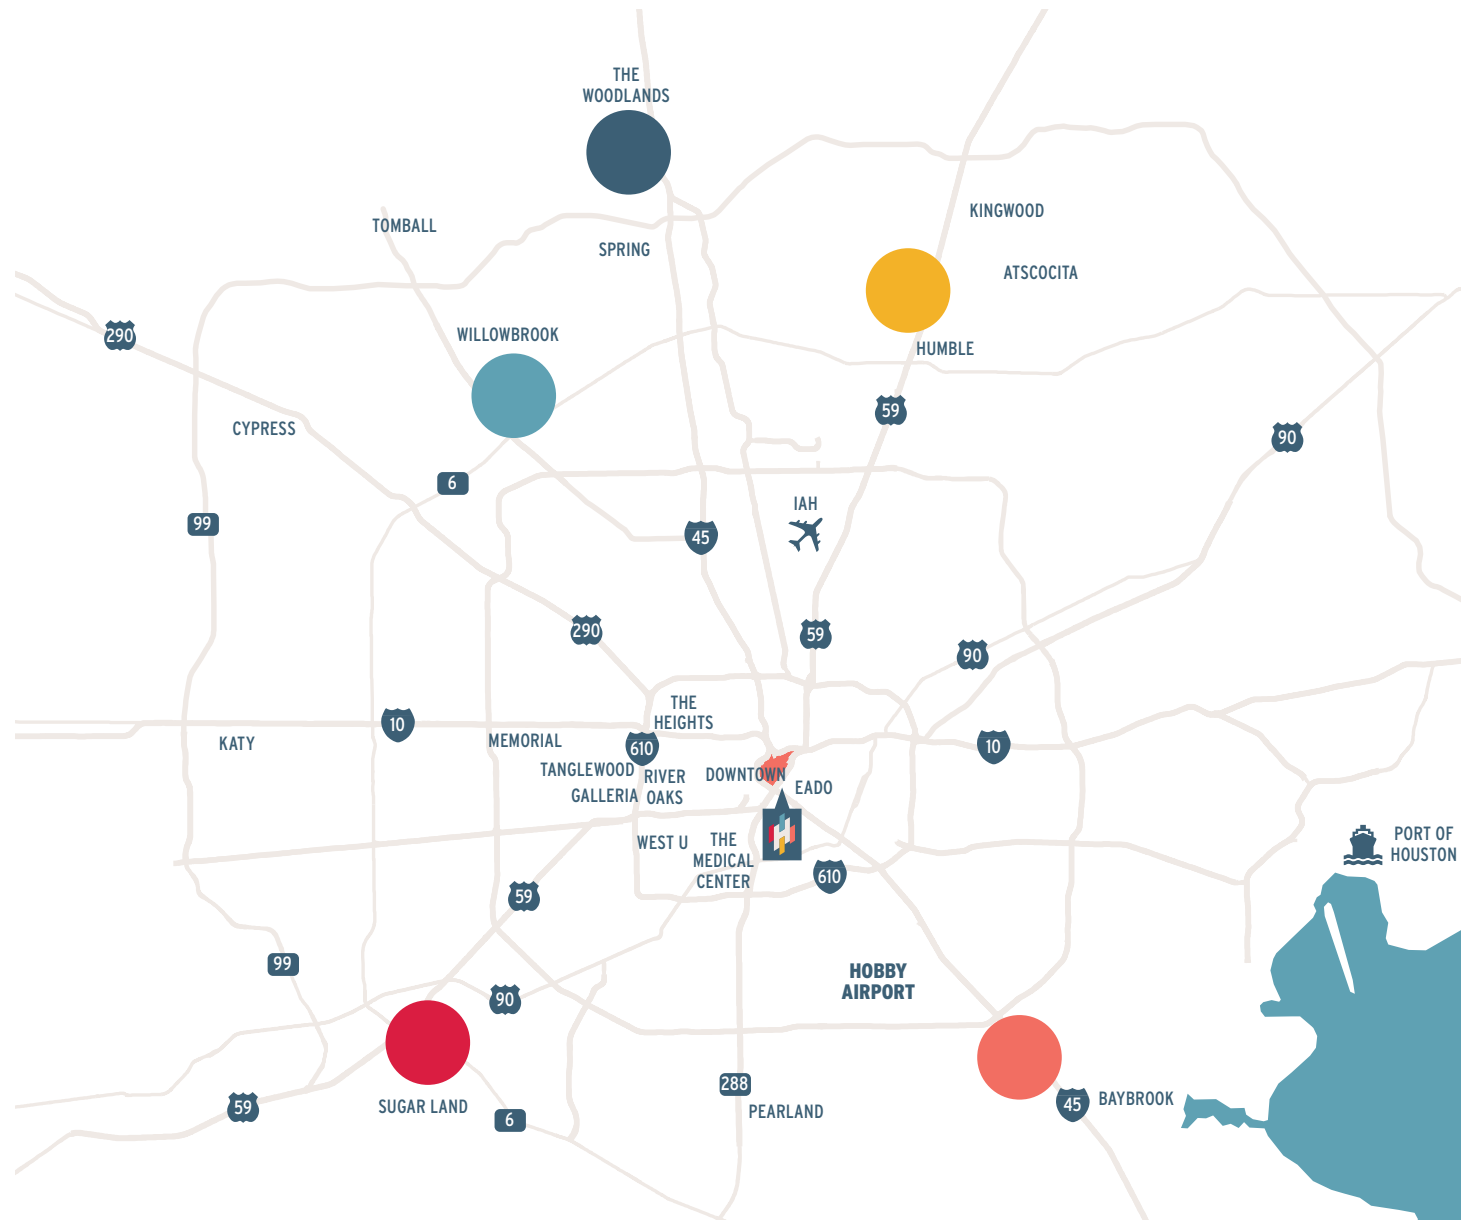 THE
WOODLANDS
KINGWOOD
TOMBALL
SPRING
ATSCOCITA
290
WILLOWBROOK
HUMBLE
59
CYPRESS
90
6
IAH
99
45
290
59
90
THE
HEIGHTS
10
KATY
MEMORIAL
610
10
TANGLEWOOD
RIVER
OAKS
DOWNTOWN
GALLERIA
EADO
WEST U
THE
MEDICAL
CENTER
H
PORT OF
HOUSTON
610
59
99
HOBBY
AIRPORT
90
288
59
SUGAR LAND
6
PEARLAND
45
BAYBROOK